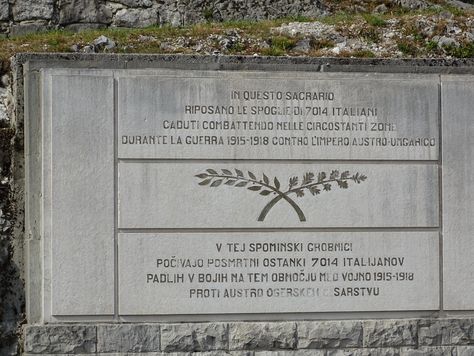 IN QUESTO SACRARIO
RIPOSANO LE SPOGLIE DI 7014 ITALIANI
CADUTI COMBATTENDO NELLE CIRCOSTANTI ZONE
DURANTE LA GUERRA 1915-1918 CONTRO L'IMPERO AUSTRO-UNGARICO
V TEJ SPOMINSKI GROBNICI
POČIVAJO POSMRTNI OSTANKI 7014 ITALIJANOV
PADLIH V BOJIH NA TEM OBMOČJU MED VOJNO 1915-1918
PROTI AUSTRO